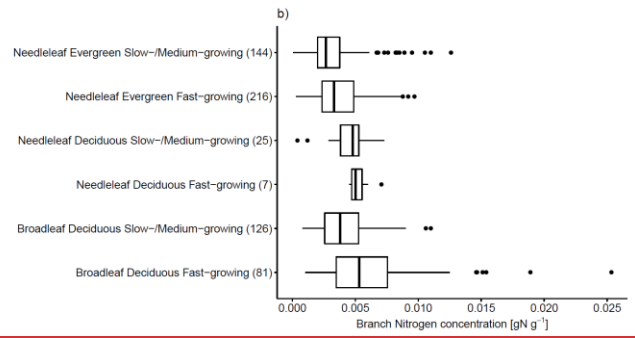 b)
Needleleaf Evergreen Slow−/Medium−growing (144)
Needleleaf Evergreen Fast−growing (216)
Needleleaf Deciduous Slow−/Medium−growing (25)
Needleleaf Deciduous Fast−growing (7)
Broadleaf Deciduous Slow−/Medium−growing (126)
Broadleaf Deciduous Fast−growing (81)
0.000 0.005 0.010 0.015 0.020 0.025
Branch Nitrogen concentration [gN g⁻¹]